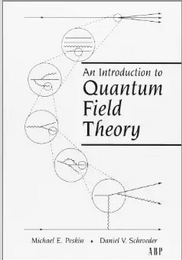 An Introduction to
Quantum
Field
Theory
Michael E. Peskin • Daniel V. Schroeder
ABP